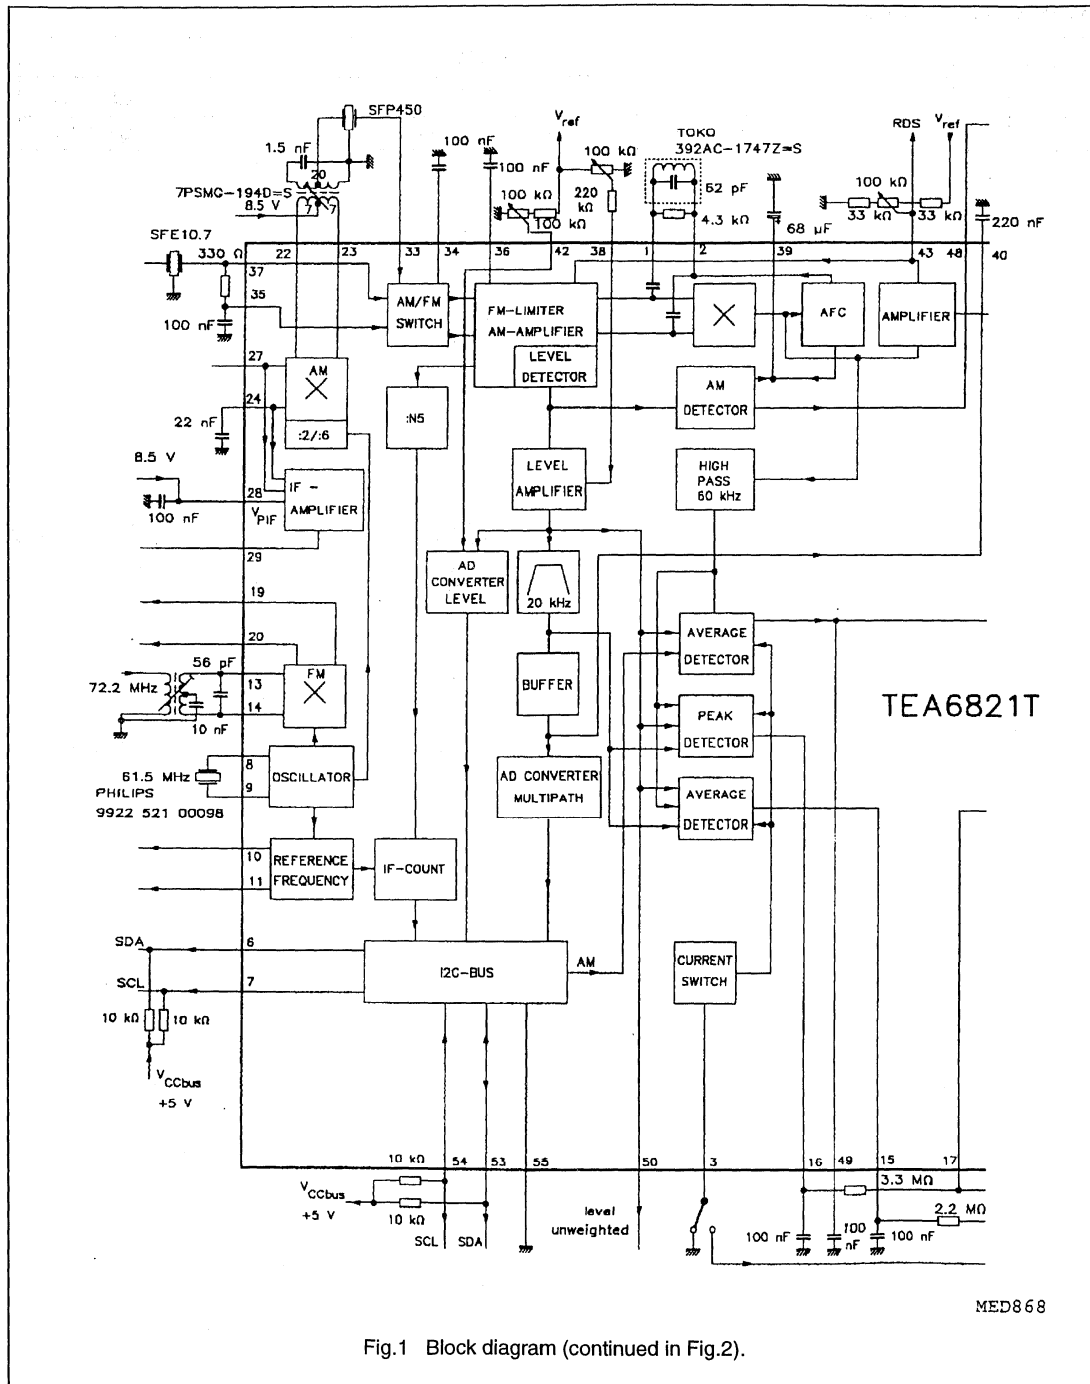 SFP450
1.5 nF
20
7PSMG-194D=S
8.5 V
7 7
100 nF
100 nF
Vref
100 kΩ
100 kΩ
220 kΩ
100 kΩ
TOKO
392AC-1747Z=S
62 pF
4.3 kΩ
68 µF
RDS
Vref
100 kΩ
33 kΩ
33 kΩ
220 nF
SFE10.7
330 Ω
22
23
33
34
36
42
38
1
2
39
43
48
40
37
35
100 nF
AM/FM
SWITCH
FM-LIMITER
AM-AMPLIFIER
LEVEL
DETECTOR
AFC
AMPLIFIER
27
AM
24
22 nF
:2/:6
:N5
AM
DETECTOR
8.5 V
28
VPIF
IF-
AMPLIFIER
100 nF
29
LEVEL
AMPLIFIER
HIGH
PASS
60 kHz
AD
CONVERTER
LEVEL
20 kHz
19
20
56 pF
FM
72.2 MHz
13
14
10 nF
BUFFER
AVERAGE
DETECTOR
PEAK
DETECTOR
TEA6821T
8
61.5 MHz
9
PHILIPS
9922 521 00098
OSCILLATOR
AD CONVERTER
MULTIPATH
AVERAGE
DETECTOR
10
11
REFERENCE
FREQUENCY
IF-COUNT
SDA
6
SCL
7
I2C-BUS
AM
CURRENT
SWITCH
10 kΩ
10 kΩ
VCCbus
+5 V
10 kΩ
54
53
55
50
3
16
49
15
17
VCCbus
+5 V
10 kΩ
SCL
SDA
level
unweighted
3.3 MΩ
2.2 MΩ
100 nF
100 nF
100 nF
MED868
Fig.1 Block diagram (continued in Fig.2).